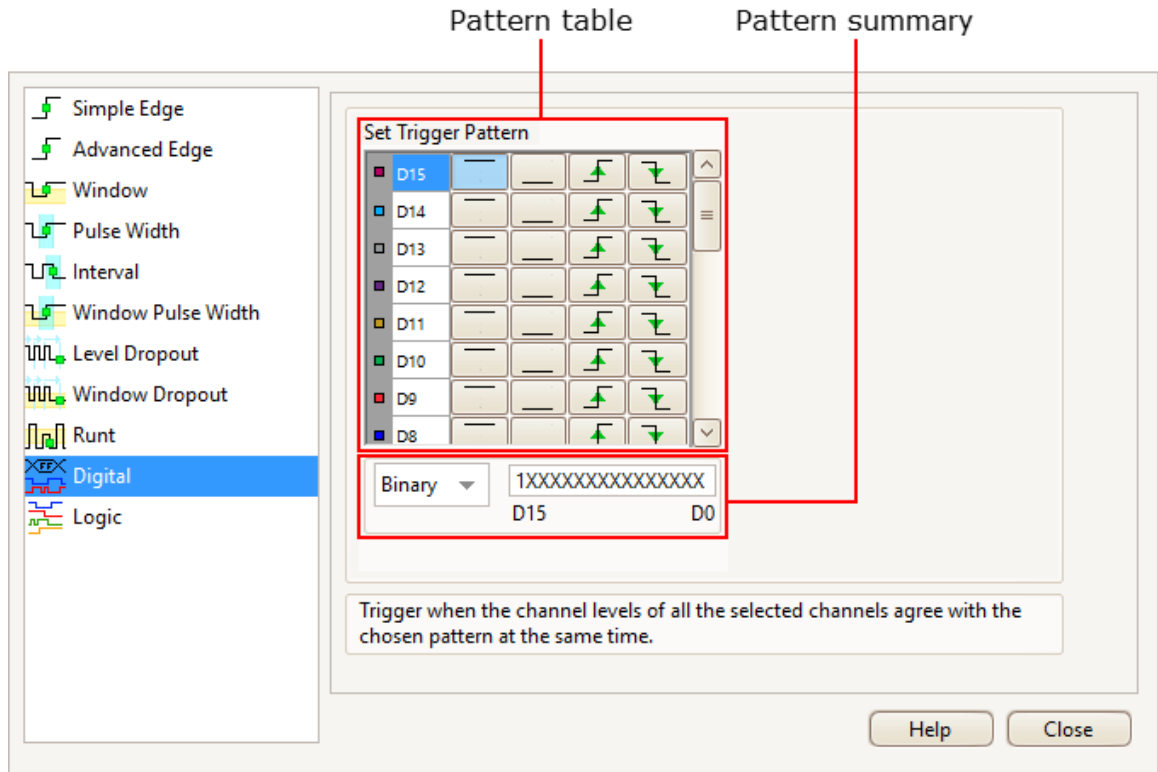 Pattern table Pattern summary
Simple Edge
Advanced Edge
Window
Pulse Width
Interval
Window Pulse Width
Level Dropout
Window Dropout
Runt
FF Digital
Logic
Set Trigger Pattern
D15
D14
D13
D12
D11
D10
D9
D8
Binary 1XXXXXXXXXXXXXXX
D15 D0
Trigger when the channel levels of all the selected channels agree with the
chosen pattern at the same time.
Help Close